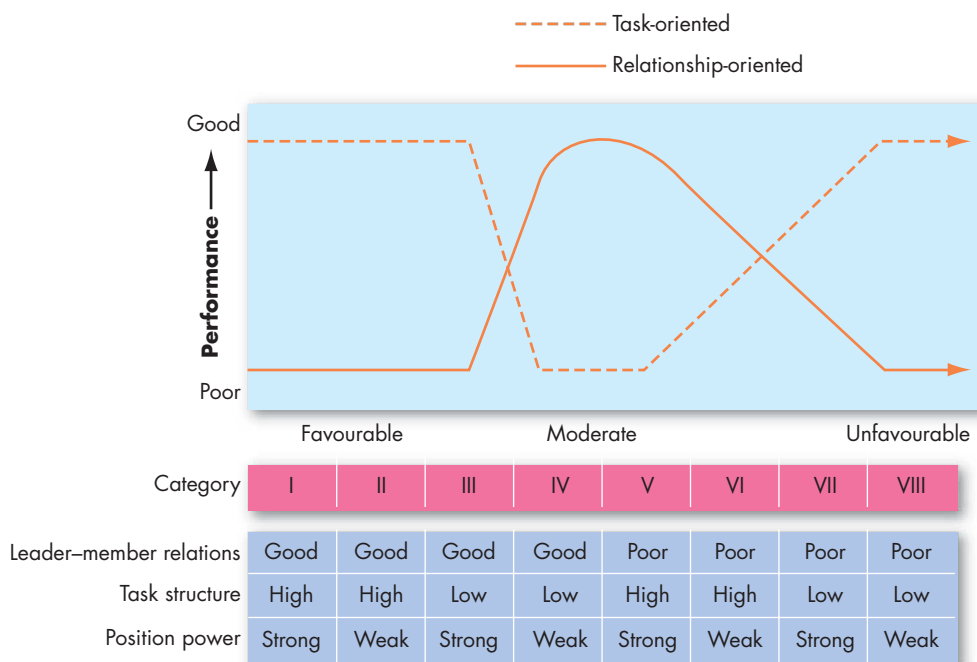 Task-oriented
Relationship-oriented
Good
Performance
Poor
Favourable Moderate Unfavourable
Category I II III IV V VI VII VIII
Leader–member relations Good Good Good Good Poor Poor Poor Poor
Task structure High High Low Low High High Low Low
Position power Strong Weak Strong Weak Strong Weak Strong Weak